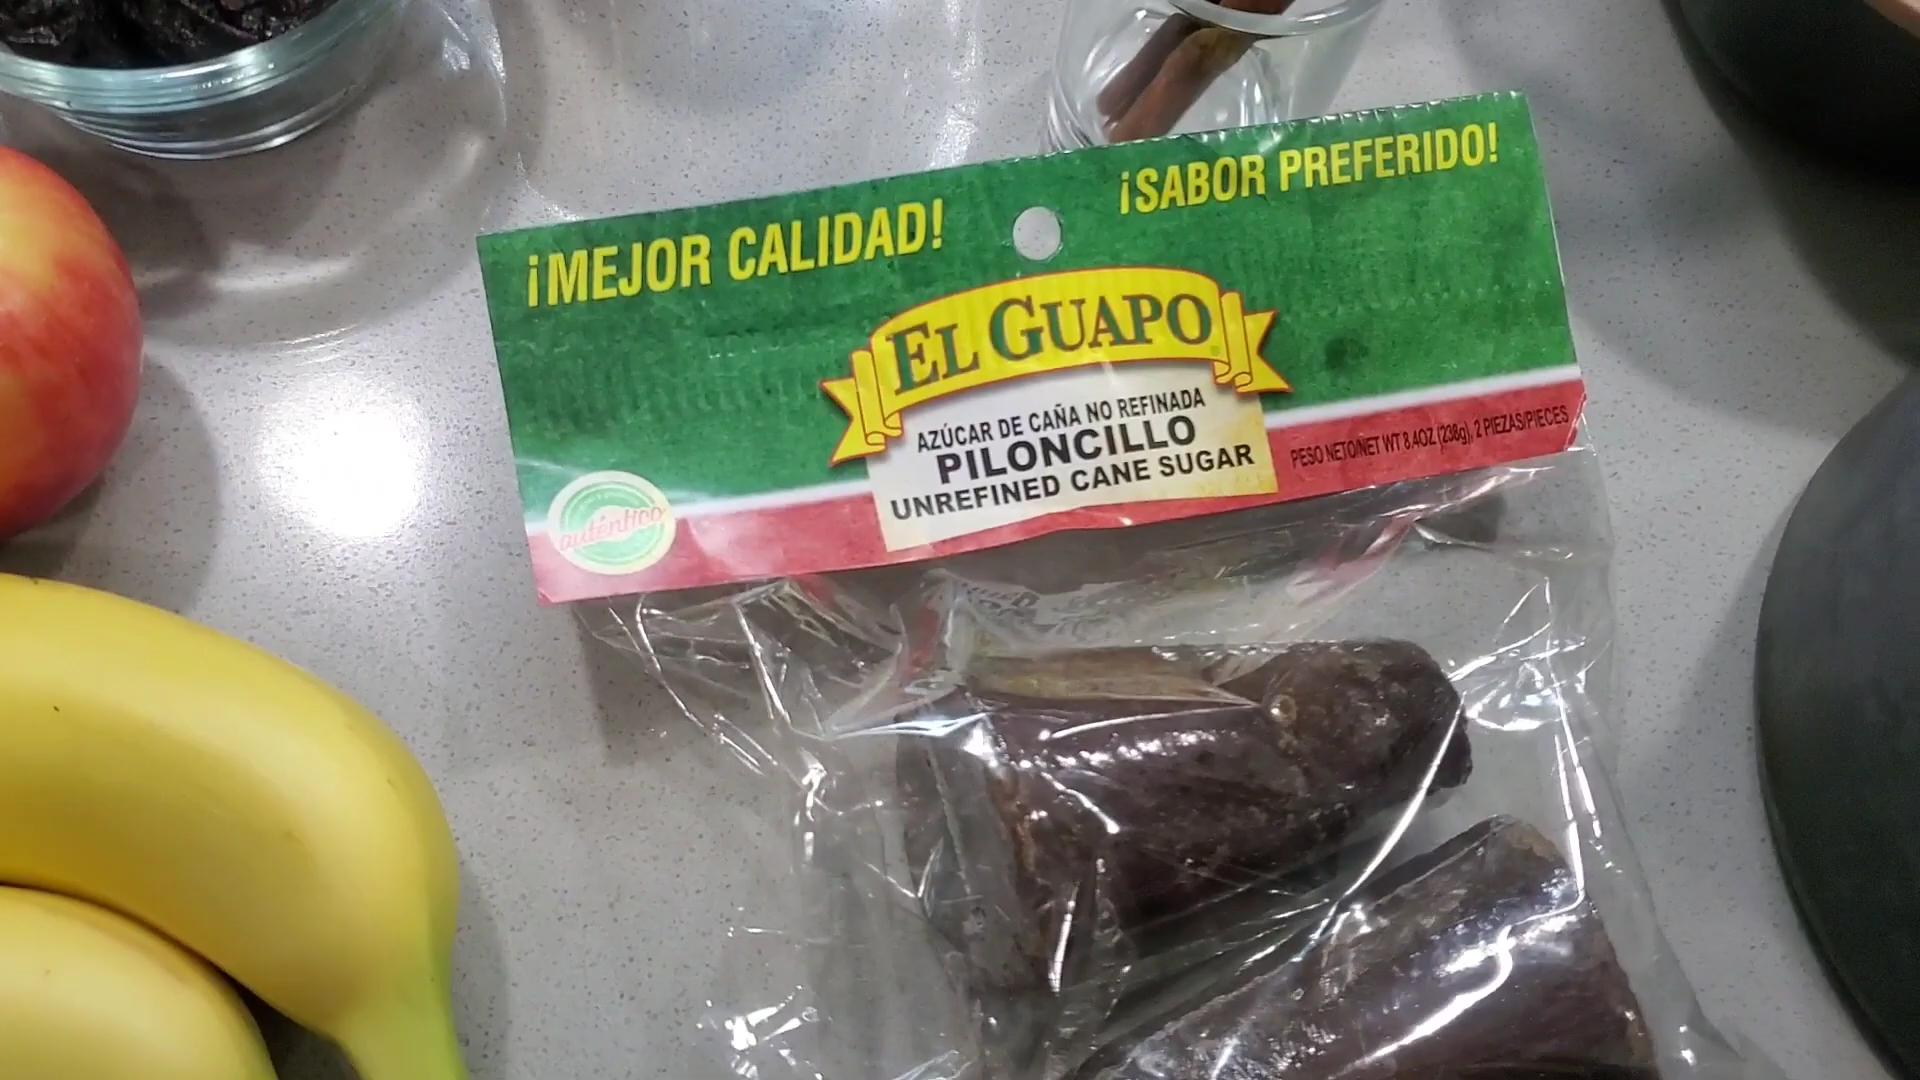 ¡MEJOR CALIDAD!
¡SABOR PREFERIDO!
EL GUAPO
AZÚCAR DE CAÑA NO REFINADA
PILONCILLO
UNREFINED CANE SUGAR
PESO NETO/NET WT 8.4OZ (238g), 2 PIEZAS/PIECES
auténtico